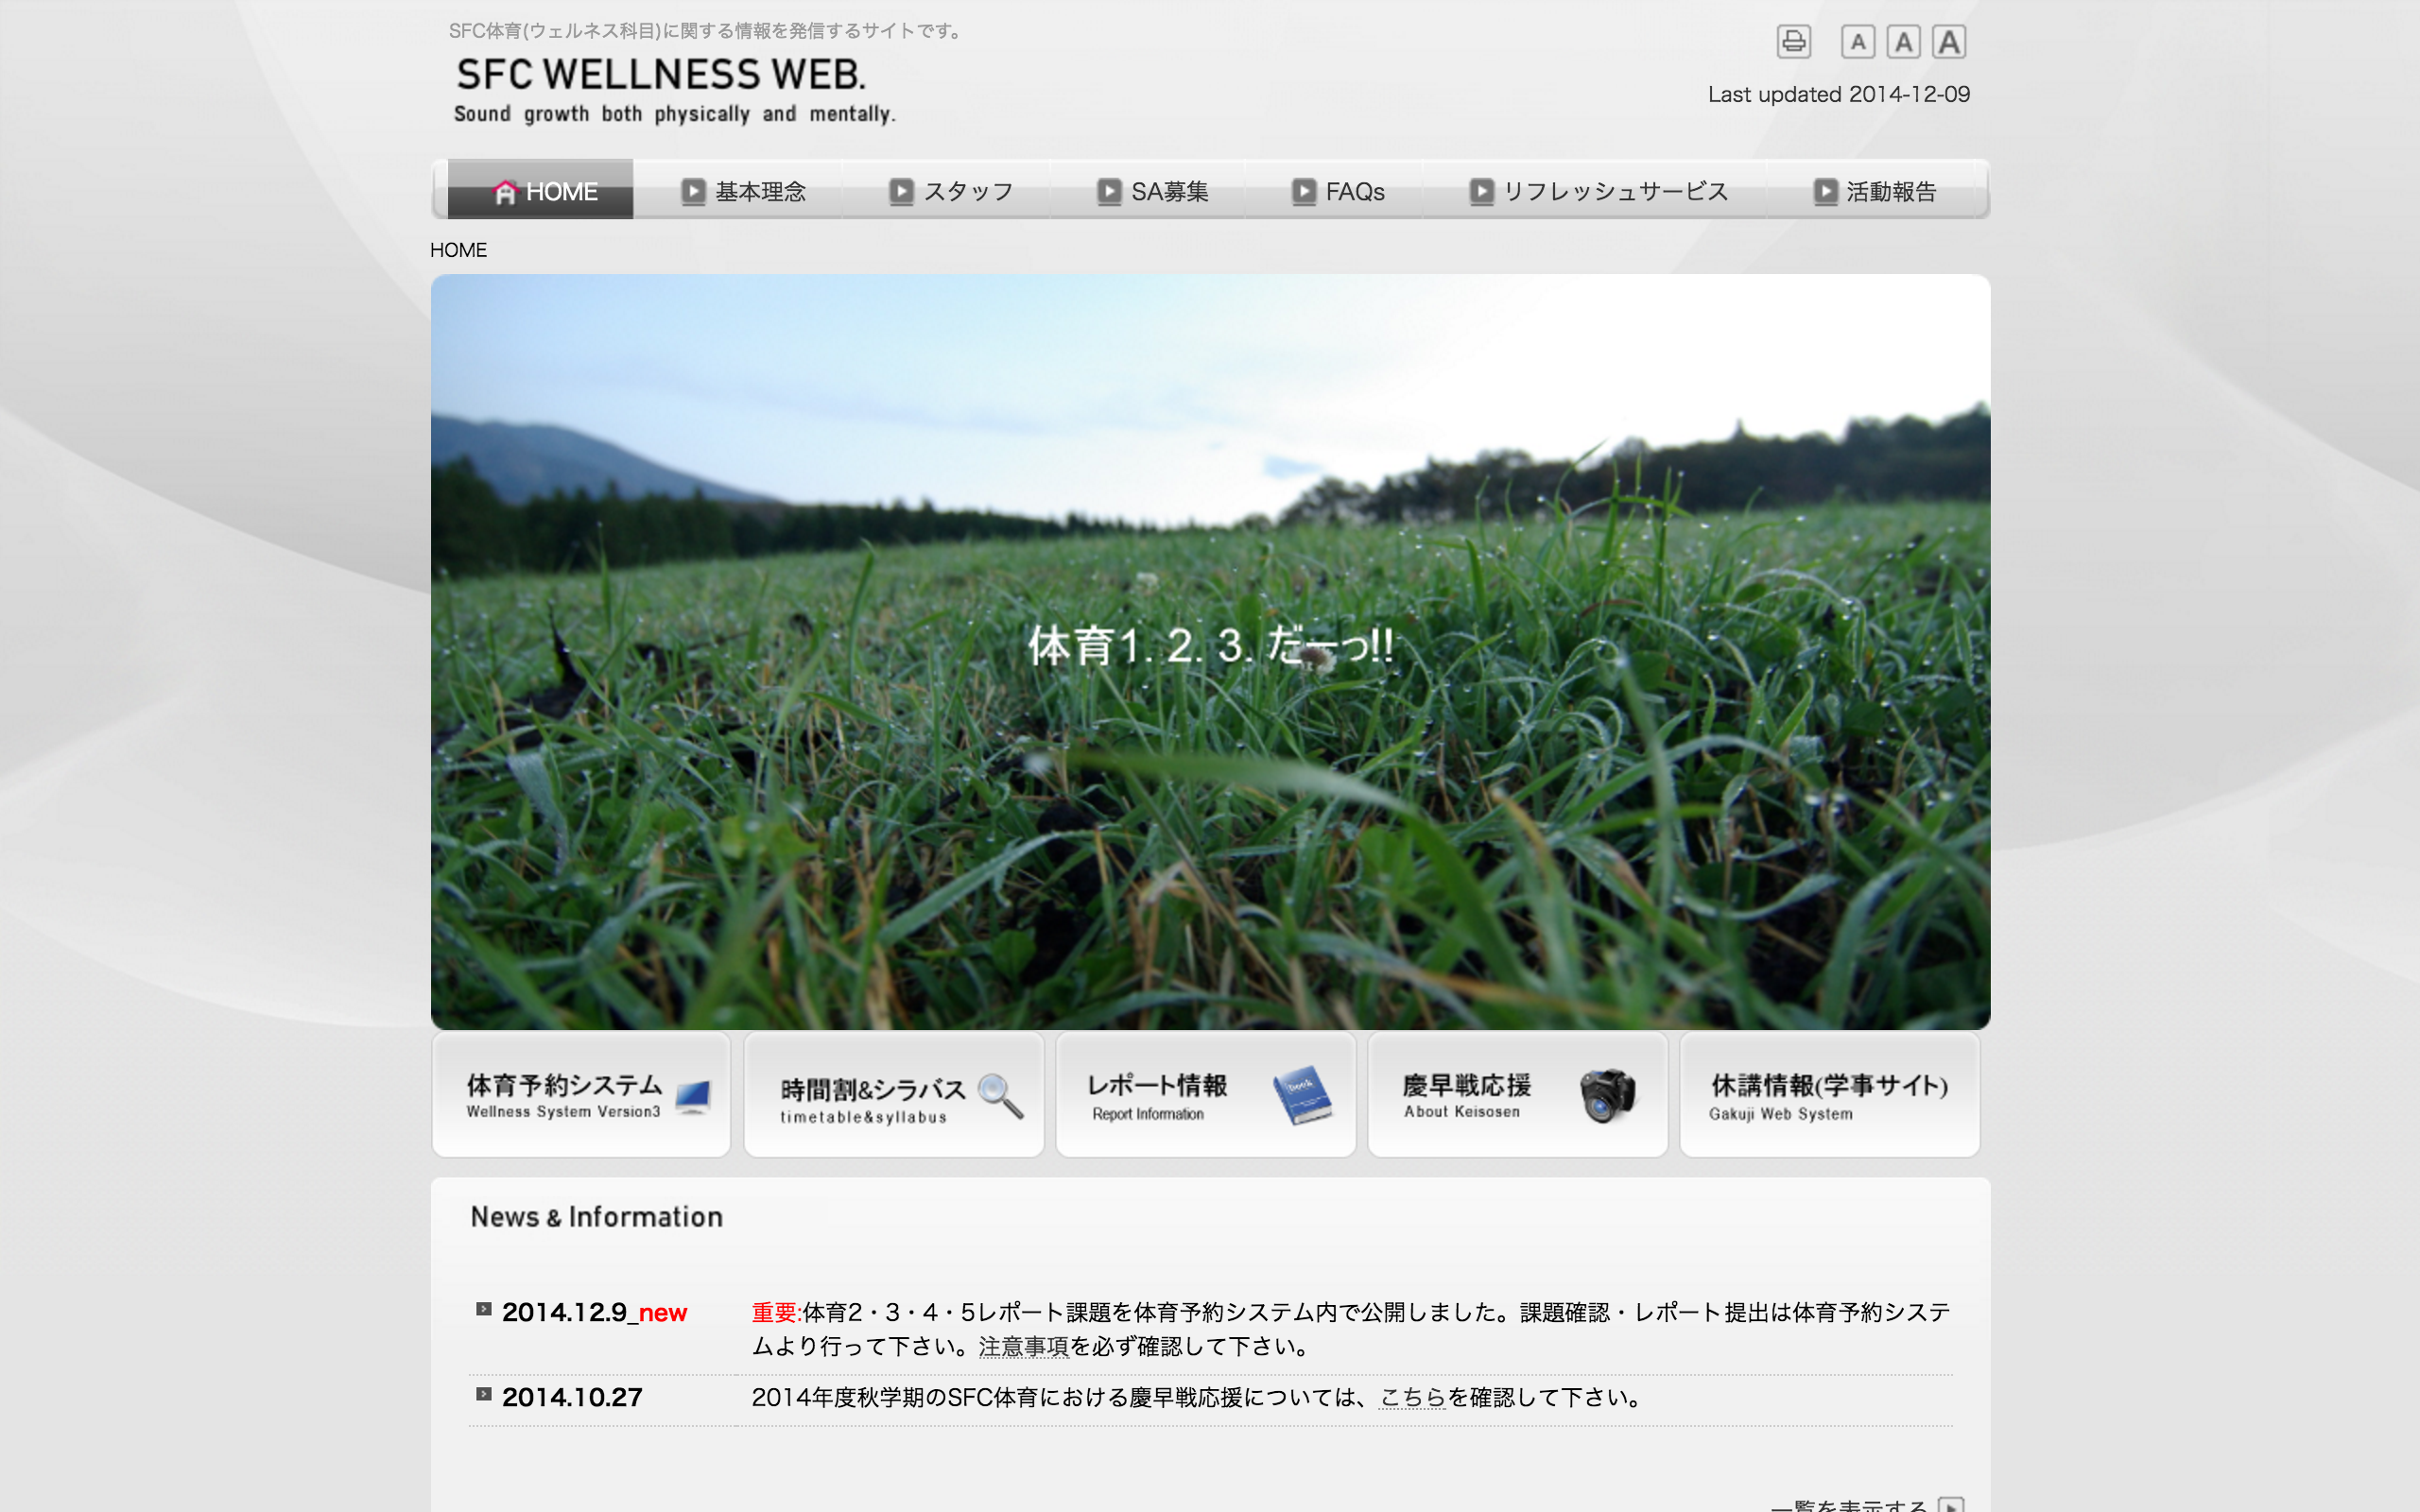 SFC体育(ウェルネス科目)に関する情報を発信するサイトです。
SFC WELLNESS WEB.
Sound growth both physically and mentally.
A A A
Last updated 2014-12-09
HOME 基本理念 スタッフ SA募集 FAQs リフレッシュサービス 活動報告
HOME
体育1. 2. 3. だーっ!!
体育予約システム
Wellness System Version3
時間割&シラバス
timetable&syllabus
レポート情報
Report Information
book
慶早戦応援
About Keisosen
休講情報(学事サイト)
Gakuji Web System
News & Information
2014.12.9_new 重要:体育2・3・4・5レポート課題を体育予約システム内で公開しました。課題確認・レポート提出は体育予約システ
ムより行って下さい。注意事項を必ず確認して下さい。
2014.10.27 2014年度秋学期のSFC体育における慶早戦応援については、こちらを確認して下さい。
一覧を表示する